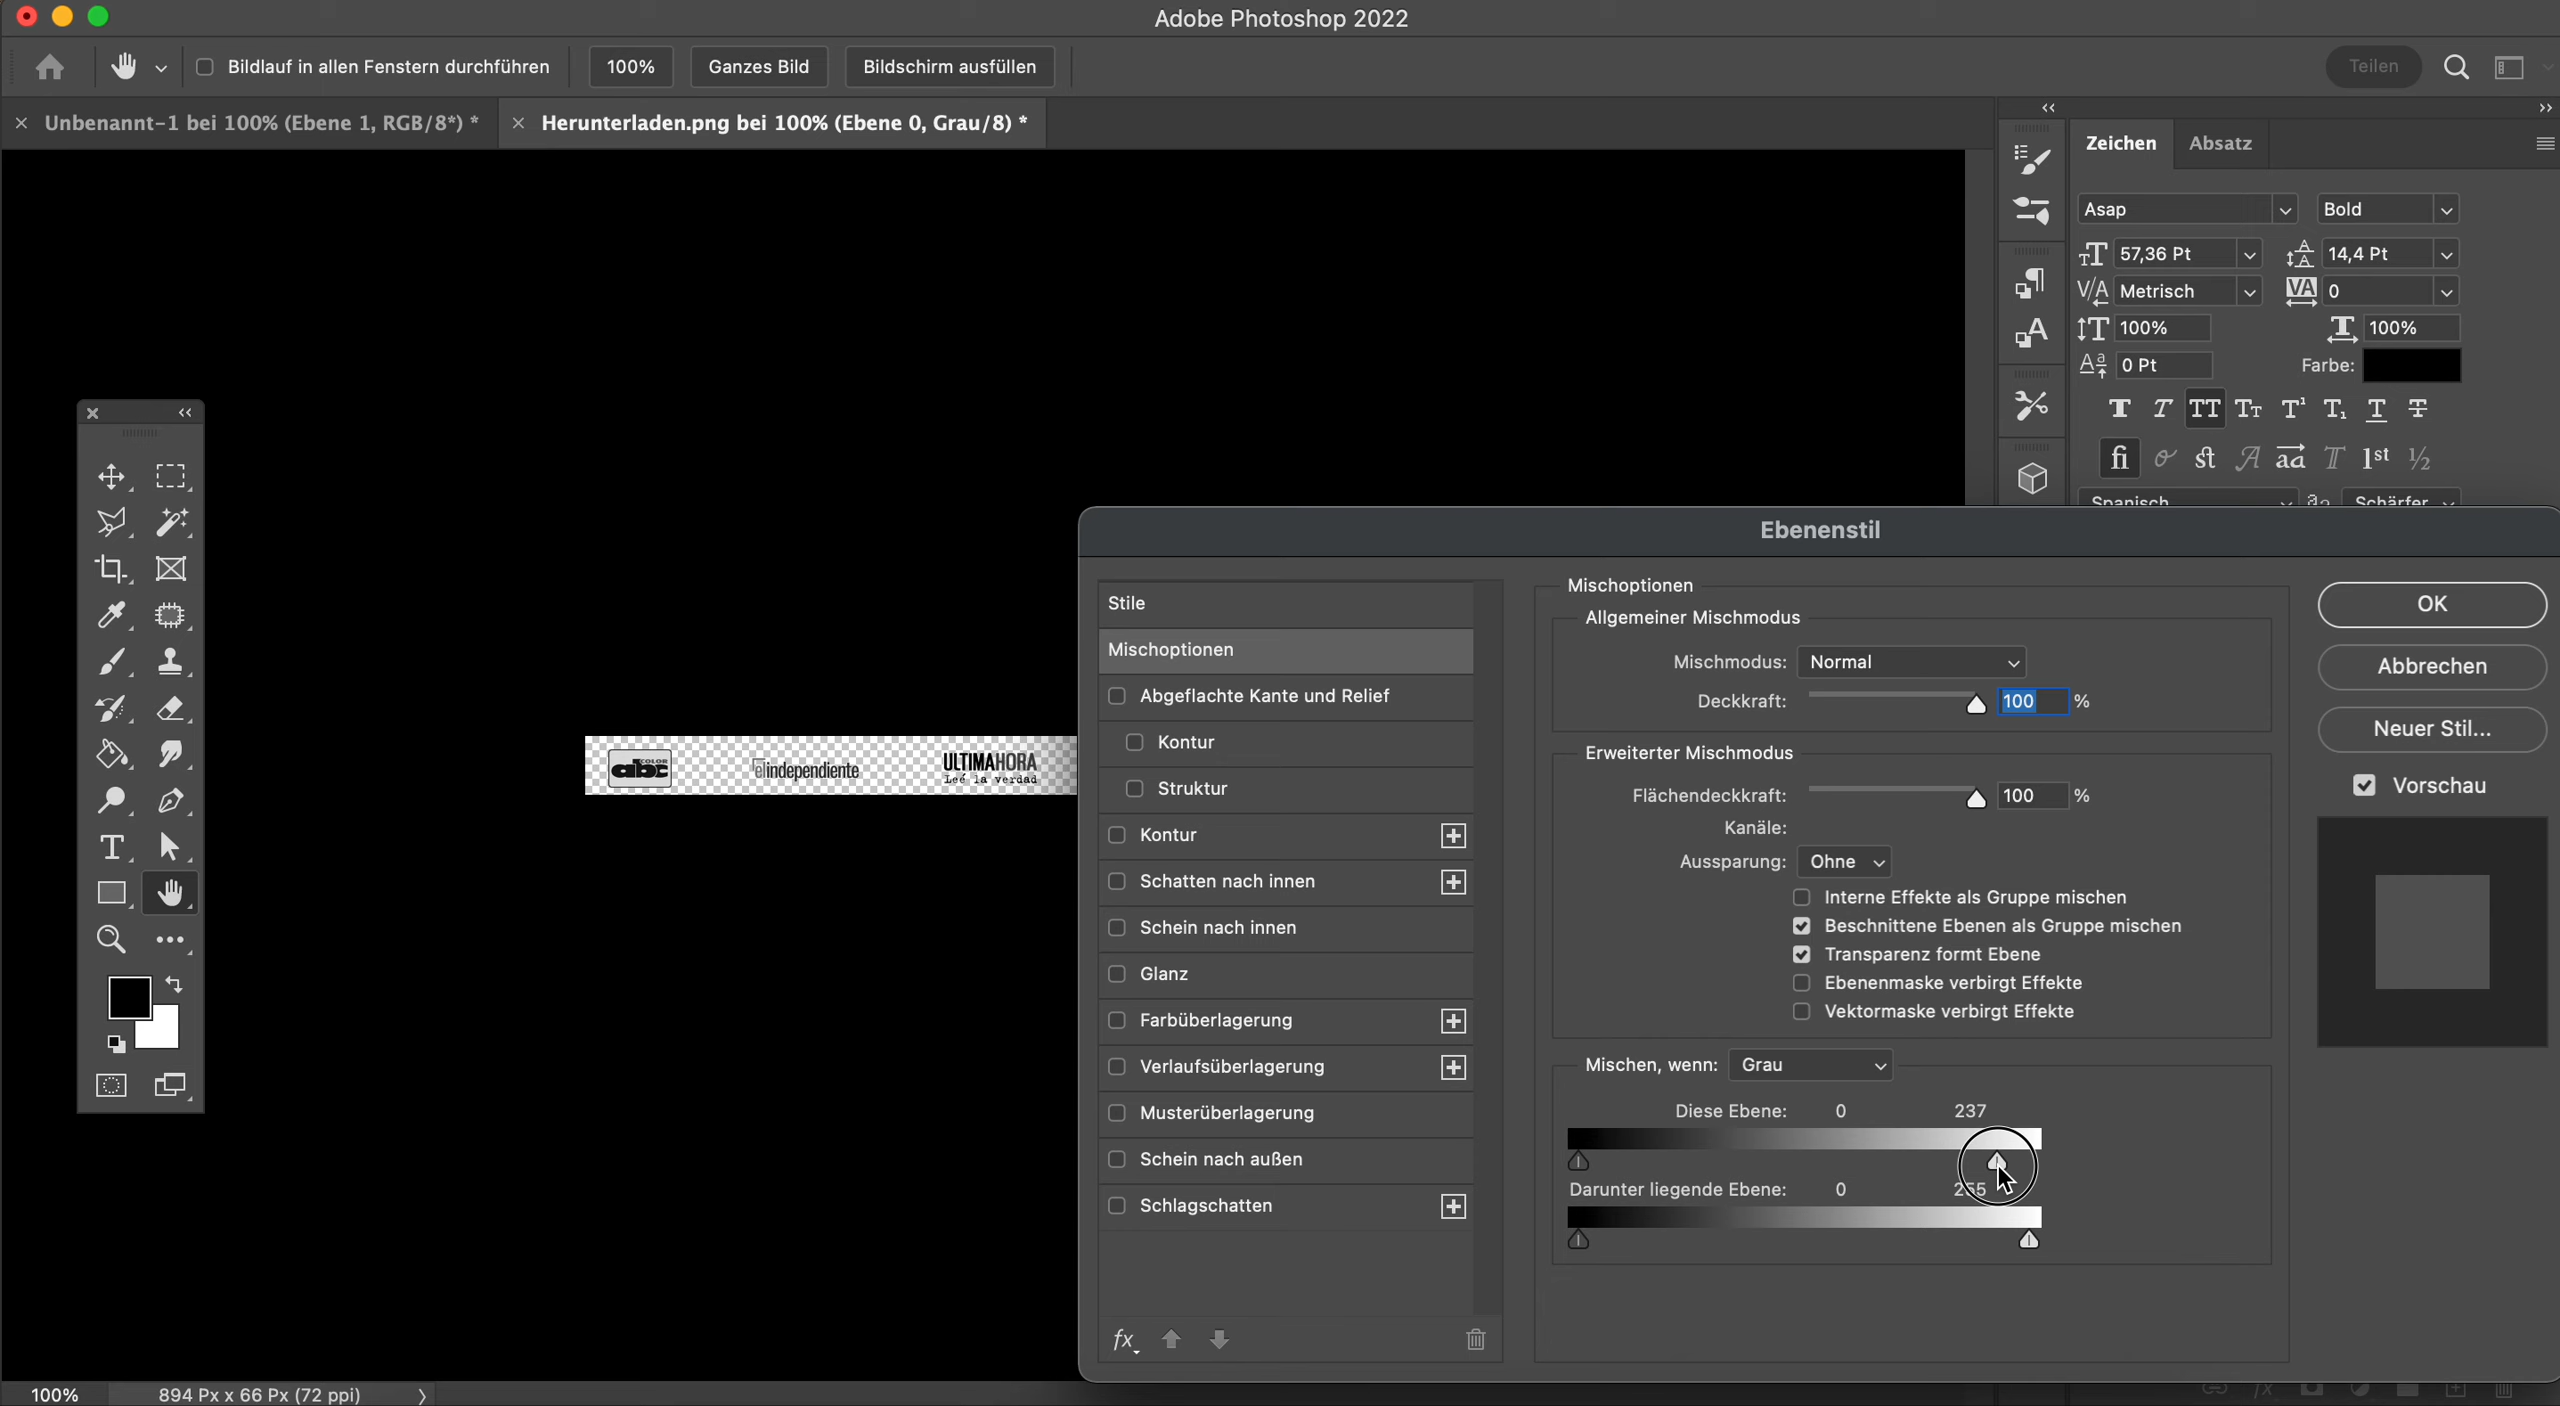 Adobe Photoshop 2022
Bildlauf in allen Fenstern durchführen
100%
Ganzes Bild
Bildschirm ausfüllen
Teilen
Unbenannt-1 bei 100% (Ebene 1, RGB/8*) *
Herunterladen.png bei 100% (Ebene 0, Grau/8) *
Zeichen
Absatz
Asap
Bold
57,36 Pt
14,4 Pt
Metrisch
0
100%
100%
0 Pt
Farbe:
Spanisch
Schärfer
abc COLOR
elindependiente
ULTIMAHORA
Leé la verdad
Ebenenstil
Stile
Mischoptionen
Abgeflachte Kante und Relief
Kontur
Struktur
Kontur
Schatten nach innen
Schein nach innen
Glanz
Farbüberlagerung
Verlaufsüberlagerung
Musterüberlagerung
Schein nach außen
Schlagschatten
fx
Mischoptionen
Allgemeiner Mischmodus
Mischmodus: Normal
Deckkraft: 100 %
Erweiterter Mischmodus
Flächendeckkraft: 100 %
Kanäle:
Aussparung: Ohne
Interne Effekte als Gruppe mischen
Beschnittene Ebenen als Gruppe mischen
Transparenz formt Ebene
Ebenenmaske verbirgt Effekte
Vektormaske verbirgt Effekte
Mischen, wenn: Grau
Diese Ebene: 0 237
Darunter liegende Ebene: 0 255
OK
Abbrechen
Neuer Stil...
Vorschau
100%
894 Px x 66 Px (72 ppi)